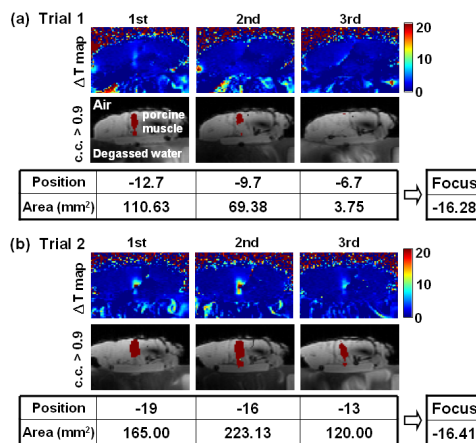 (a) Trial 1
1st 2nd 3rd
Δ T map
20
10
0
c.c. > 0.9
Air
porcine
muscle
Degassed water
Position -12.7 -9.7 -6.7 Focus
Area (mm²) 110.63 69.38 3.75 -16.28
(b) Trial 2
1st 2nd 3rd
Δ T map
20
10
0
c.c. > 0.9
Position -19 -16 -13 Focus
Area (mm²) 165.00 223.13 120.00 -16.41